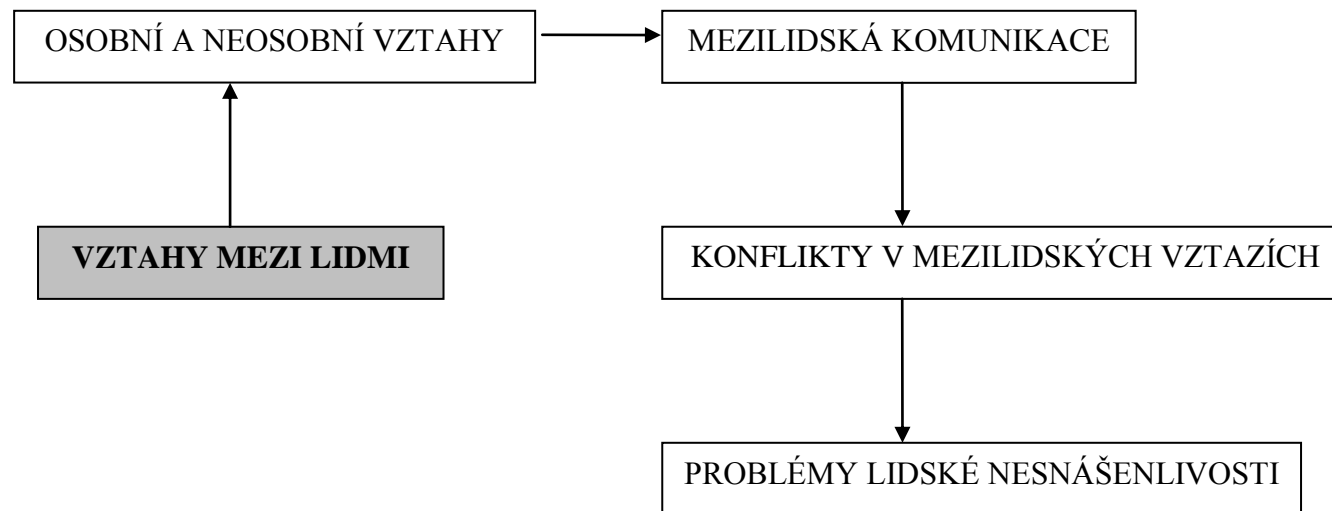 OSOBNÍ A NEOSOBNÍ VZTAHY
MEZILIDSKÁ KOMUNIKACE
VZTAHY MEZI LIDMI
KONFLIKTY V MEZILIDSKÝCH VZTAZÍCH
PROBLÉMY LIDSKÉ NESNÁŠENLIVOSTI